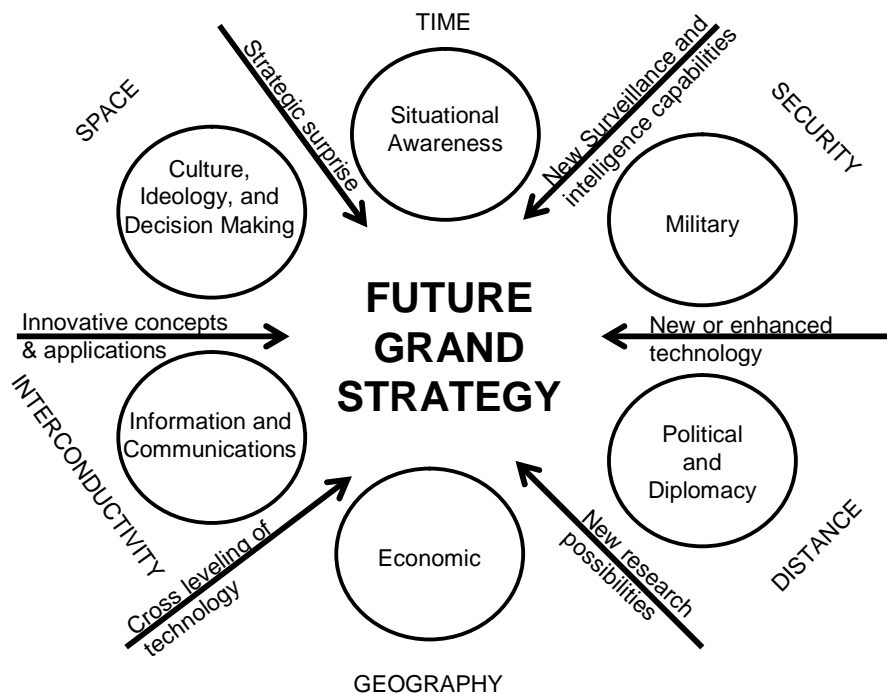 TIME
Strategic surprise
New Surveillance and
intelligence capabilities
SPACE
SECURITY
Situational
Awareness
Culture,
Ideology, and
Decision Making
Military
FUTURE
GRAND
STRATEGY
Innovative concepts
& applications
New or enhanced
technology
INTERCONDUCTIVITY
Information and
Communications
Political
and
Diplomacy
DISTANCE
Economic
Cross leveling of
technology
New research
possibilities
GEOGRAPHY